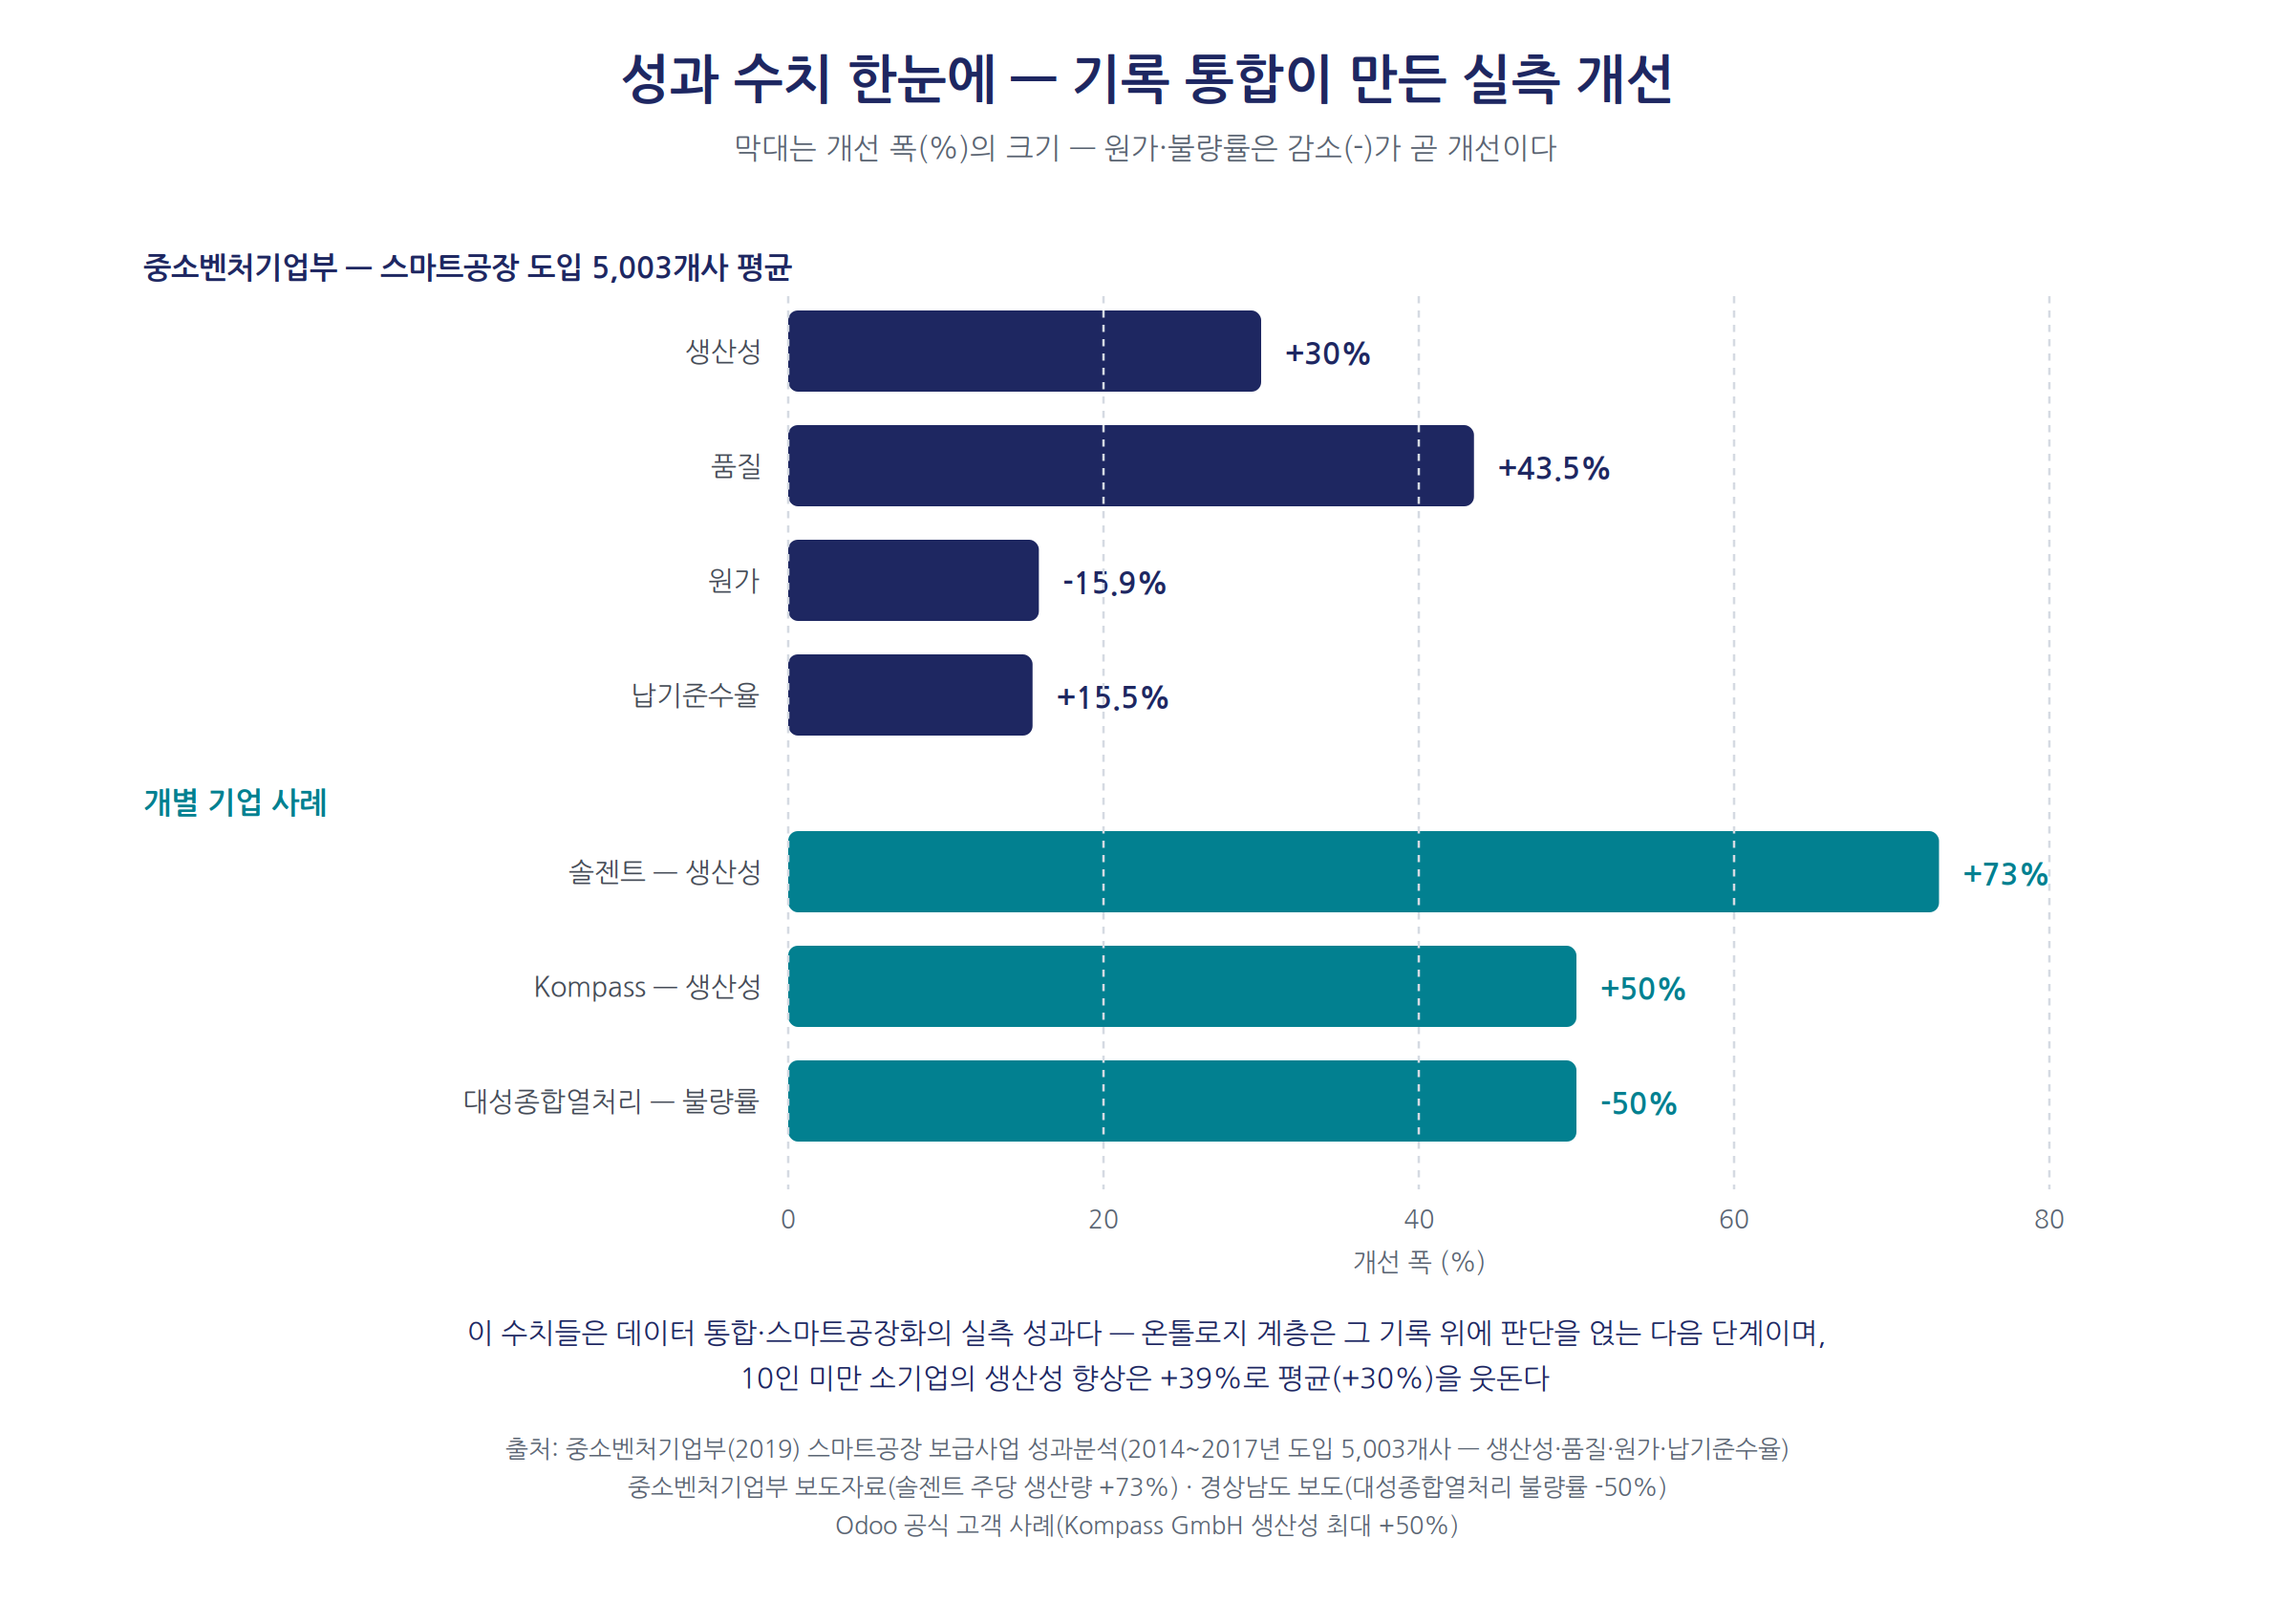 성과 수치 한눈에 — 기록 통합이 만든 실측 개선
막대는 개선 폭(%)의 크기 — 원가·불량률은 감소(-)가 곧 개선이다
중소벤처기업부 — 스마트공장 도입 5,003개사 평균
생산성 +30%
품질 +43.5%
원가 -15.9%
납기준수율 +15.5%
개별 기업 사례
솔젠트 — 생산성 +73%
Kompass — 생산성 +50%
대성종합열처리 — 불량률 -50%
0 20 40 60 80
개선 폭 (%)
이 수치들은 데이터 통합·스마트공장화의 실측 성과다 — 온톨로지 계층은 그 기록 위에 판단을 얹는 다음 단계이며,
10인 미만 소기업의 생산성 향상은 +39%로 평균(+30%)을 웃돈다
출처: 중소벤처기업부(2019) 스마트공장 보급사업 성과분석(2014~2017년 도입 5,003개사 — 생산성·품질·원가·납기준수율)
중소벤처기업부 보도자료(솔젠트 주당 생산량 +73%) · 경상남도 보도(대성종합열처리 불량률 -50%)
Odoo 공식 고객 사례(Kompass GmbH 생산성 최대 +50%)